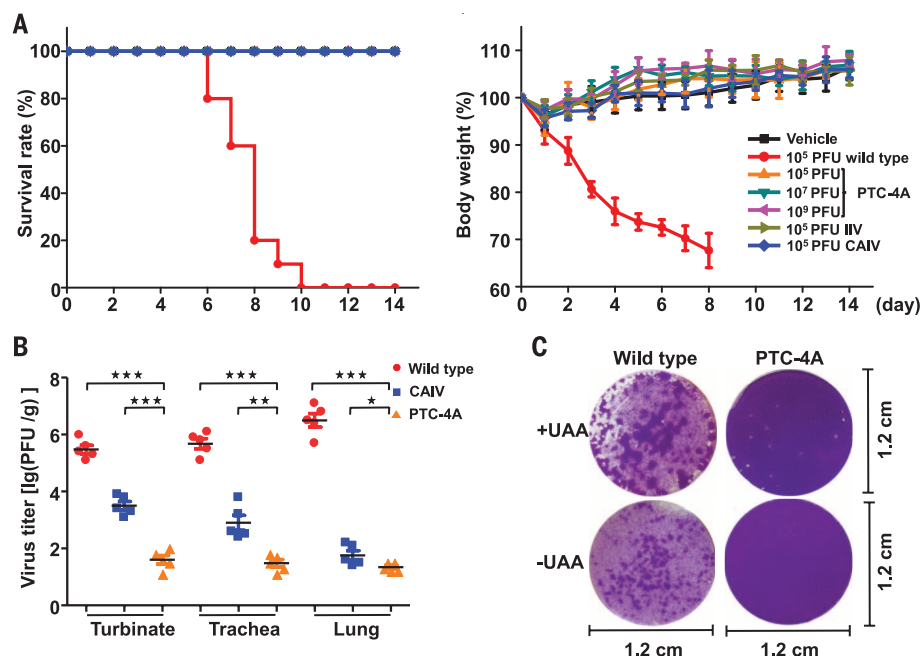 A
Survival rate (%)
100
80
60
40
20
0
0 2 4 6 8 10 12 14
Body weight (%)
110
100
90
80
70
60
0 2 4 6 8 10 12 14 (day)
Vehicle
10⁵ PFU wild type
10⁵ PFU
10⁷ PFU PTC-4A
10⁹ PFU
10⁵ PFU IIV
10⁵ PFU CAIV
B
Virus titer [lg(PFU /g) ]
8
6
4
2
0
★★★ ★★★ ★★★
★★★ ★★ ★
Wild type
CAIV
PTC-4A
Turbinate Trachea Lung
C
Wild type PTC-4A
+UAA
-UAA
1.2 cm
1.2 cm
1.2 cm 1.2 cm